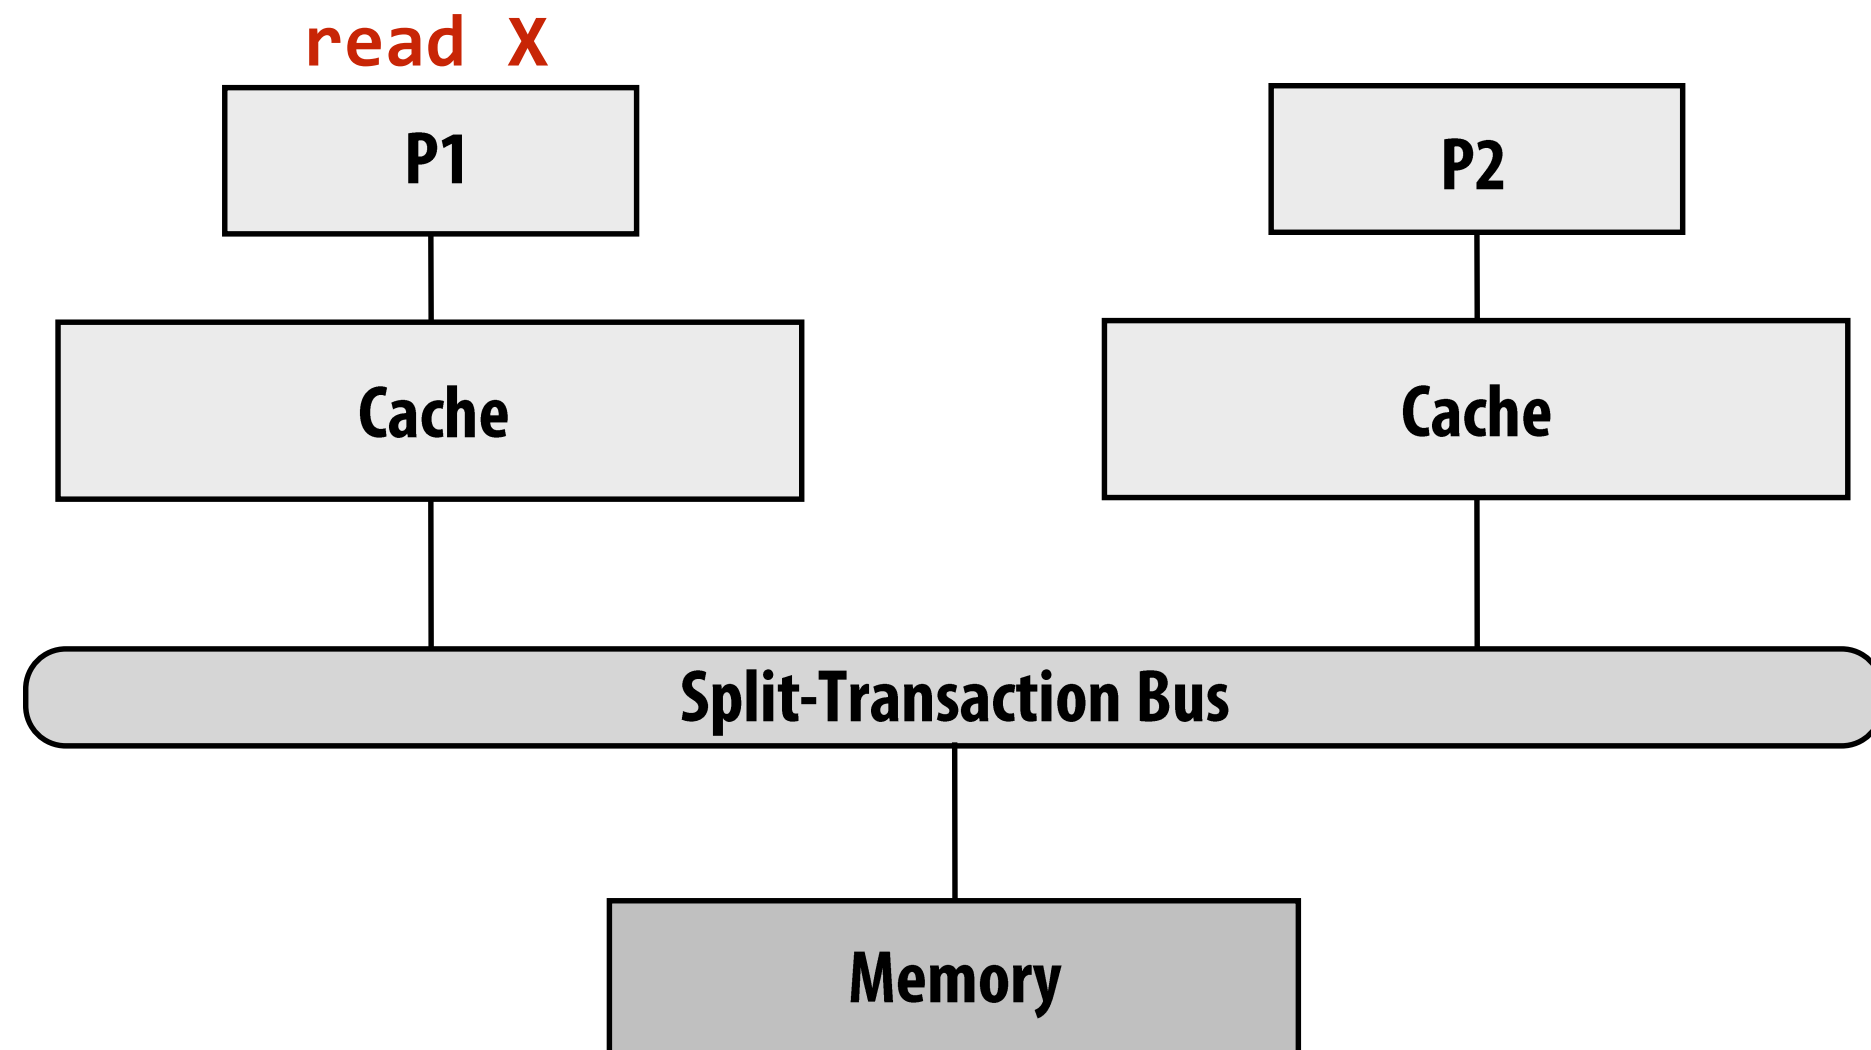 read X
P1
P2
Cache
Cache
Split-Transaction Bus
Memory